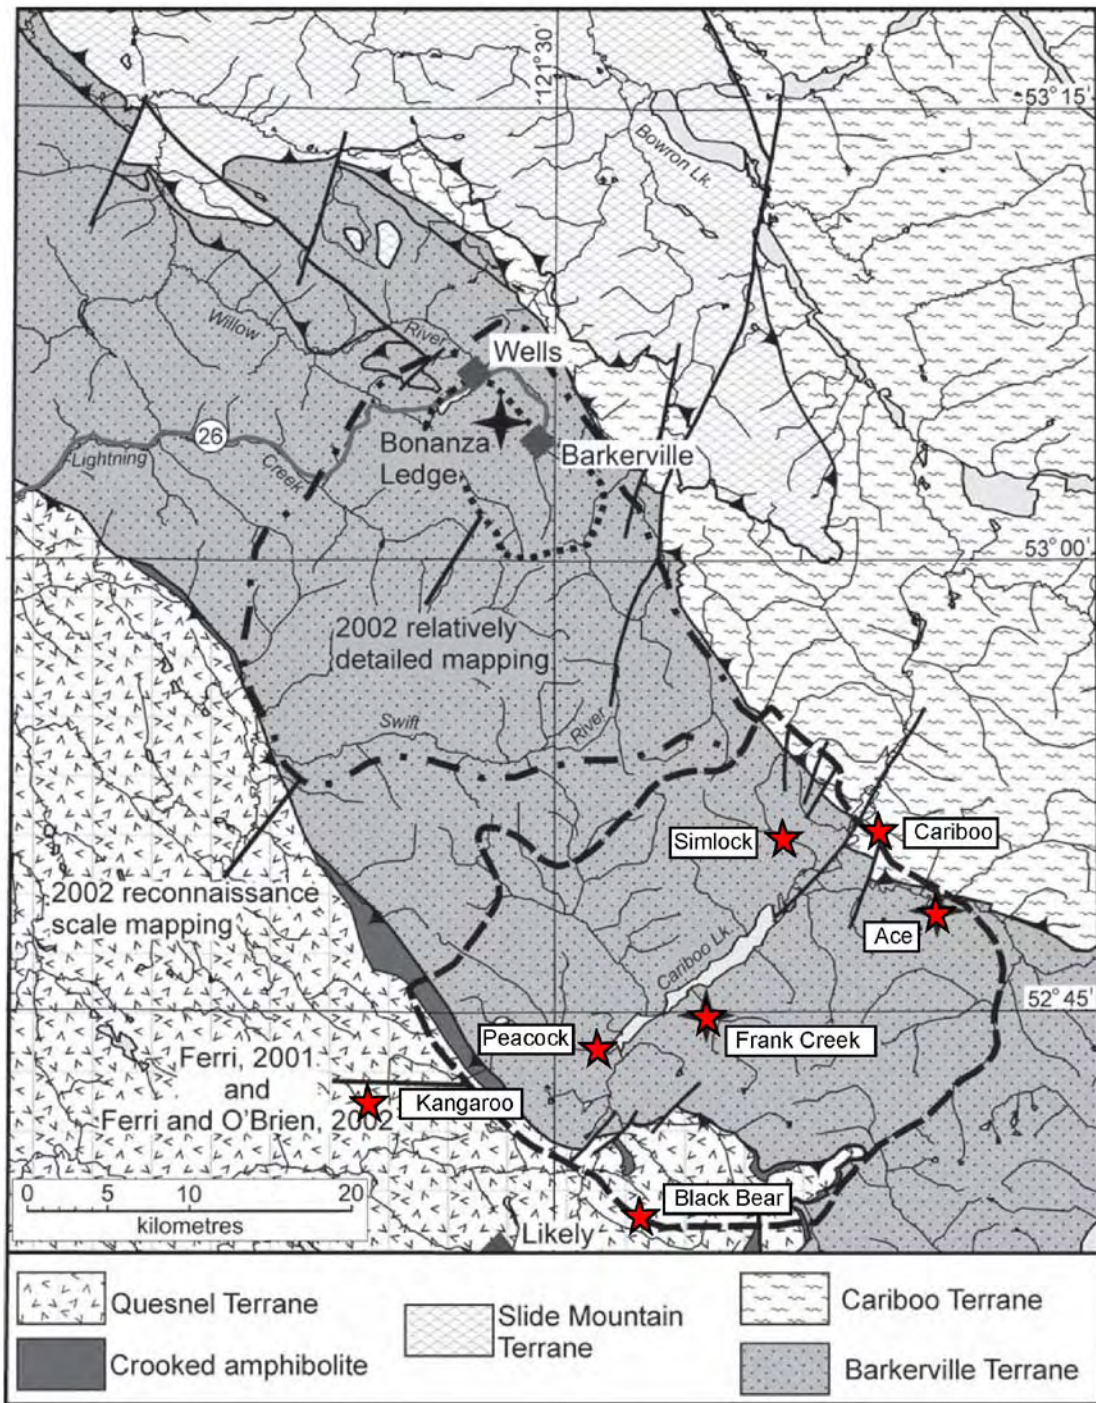 121°30'
53°15'
Bowron Lk.
Willow
River
Wells
26
Lightning
Creek
Bonanza
Ledge
Barkerville
53°00'
2002 relatively
detailed mapping
Swift
River
Simlock
Cariboo
2002 reconnaissance
scale mapping
Ace
Cariboo Lk.
52°45'
Peacock
Frank Creek
Ferri, 2001
and
Ferri and O'Brien, 2002
Kangaroo
Black Bear
0 5 10 20
kilometres
Likely
Quesnel Terrane
Crooked amphibolite
Slide Mountain
Terrane
Cariboo Terrane
Barkerville Terrane